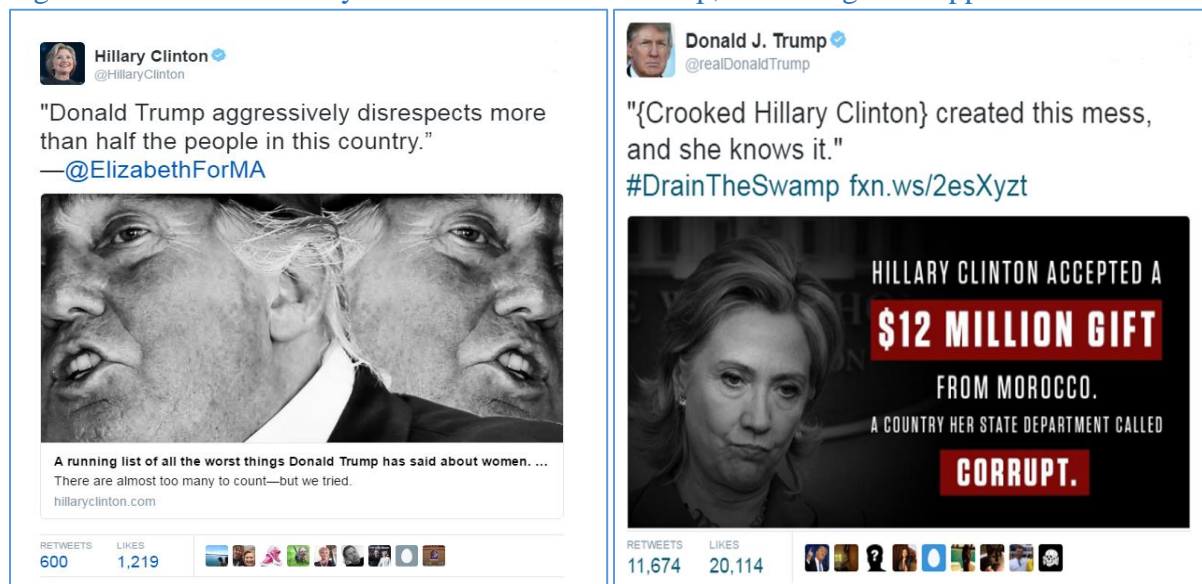 Hillary Clinton
@HillaryClinton
"Donald Trump aggressively disrespects more
than half the people in this country."
—@ElizabethForMA
A running list of all the worst things Donald Trump has said about women. ...
There are almost too many to count—but we tried.
hillaryclinton.com
RETWEETS LIKES
600 1,219
Donald J. Trump
@realDonaldTrump
"{Crooked Hillary Clinton} created this mess,
and she knows it."
#DrainTheSwamp fxn.ws/2esXyzt
HILLARY CLINTON ACCEPTED A
$12 MILLION GIFT
FROM MOROCCO.
A COUNTRY HER STATE DEPARTMENT CALLED
CORRUPT.
RETWEETS LIKES
11,674 20,114